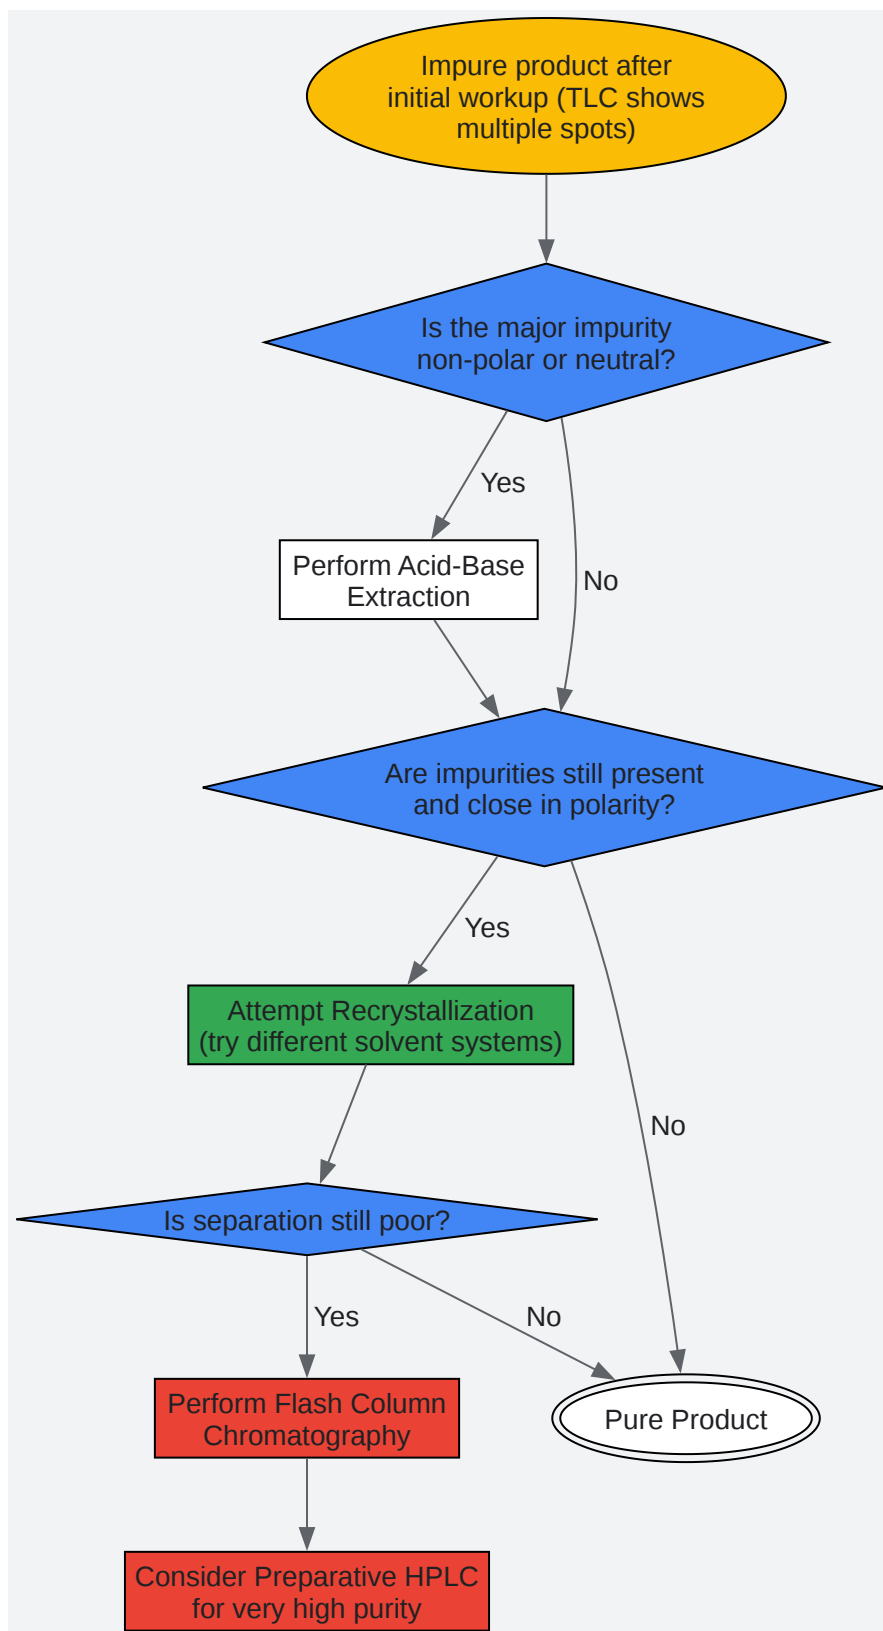 Impure product after
initial workup (TLC shows
multiple spots)
Is the major impurity
non-polar or neutral?
Yes
Perform Acid-Base
Extraction
No
Are impurities still present
and close in polarity?
Yes
Attempt Recrystallization
(try different solvent systems)
No
Is separation still poor?
Yes
No
Perform Flash Column
Chromatography
Pure Product
Consider Preparative HPLC
for very high purity